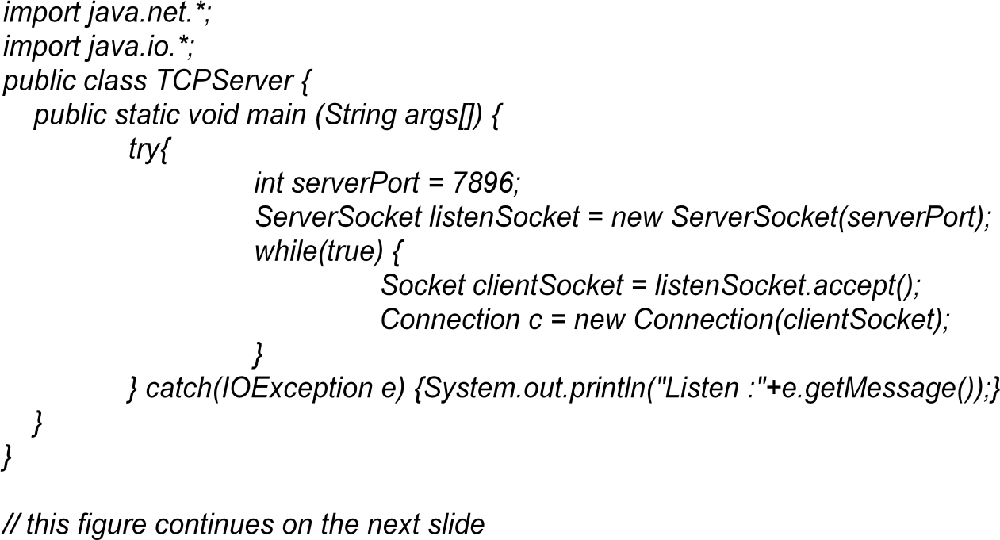 import java.net.*;
import java.io.*;
public class TCPServer {
public static void main (String args[]) {
try{
int serverPort = 7896;
ServerSocket listenSocket = new ServerSocket(serverPort);
while(true) {
Socket clientSocket = listenSocket.accept();
Connection c = new Connection(clientSocket);
}
} catch(IOException e) {System.out.println("Listen :"+e.getMessage());}
}
}
// this figure continues on the next slide